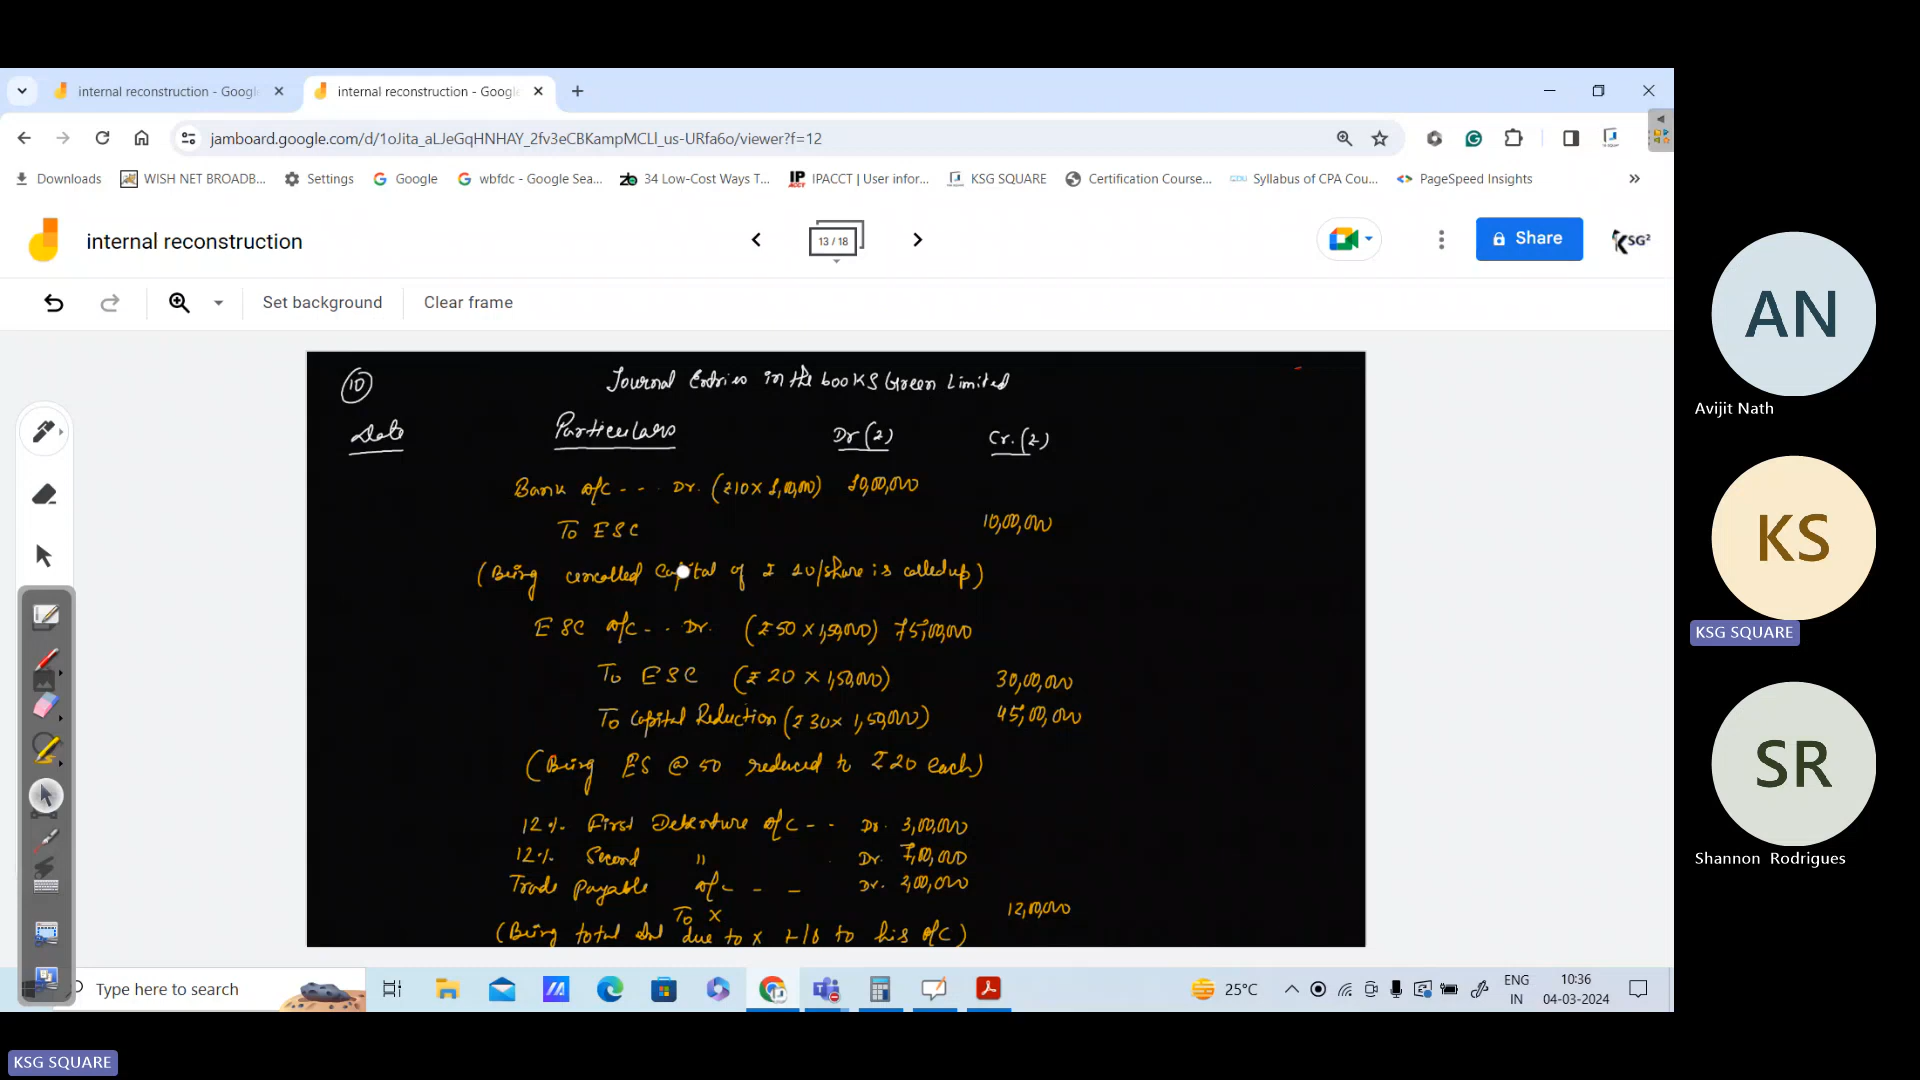 internal reconstruction - Googl
internal reconstruction - Google
jamboard.google.com/d/1oJita_aLJeGqHNHAY_2fv3eCBKampMCLl_us-URfa6o/viewer?f=12
Downloads WISH NET BROADB... Settings Google wbfdc - Google Sea... 34 Low-Cost Ways T... IPACCT | User infor... KSG SQUARE Certification Course... Syllabus of CPA Cou... PageSpeed Insights
internal reconstruction 13 / 18 Share KSG²
Set background Clear frame
10 Journal Entries in the books Green Limited
Date Particulars Dr (₹) Cr. (₹)
Bank A/c - - . Dr. (₹10 × 1,00,000) 10,00,000
To ESC 10,00,000
(Being uncalled Capital of ₹ 10/share is called up)
ESC A/c - . . Dr. (₹50 × 1,50,000) 75,00,000
To ESC (₹20 × 1,50,000) 30,00,000
To Capital Reduction (₹30 × 1,50,000) 45,00,000
(Being ES @ 50 reduced to ₹20 each)
12% First Debenture A/c - - Dr. 3,00,000
12% Second " Dr. 7,00,000
Trade payable A/c - - Dr. 2,00,000
To X 12,00,000
(Being total due to X t/f to his A/c)
AN
Avijit Nath
KS
KSG SQUARE
SR
Shannon Rodrigues
Type here to search 25°C ENG IN 10:36 04-03-2024
KSG SQUARE